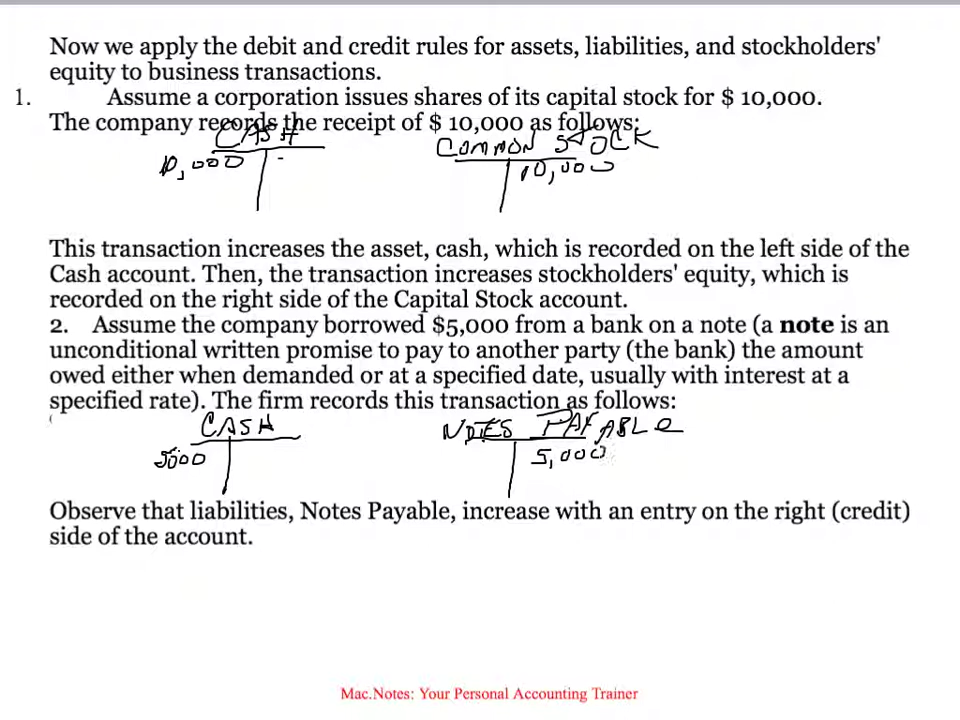 Now we apply the debit and credit rules for assets, liabilities, and stockholders'
equity to business transactions.
1. Assume a corporation issues shares of its capital stock for $ 10,000.
The company records the receipt of $ 10,000 as follows:
CASH COMMON STOCK
10,000 10,000
This transaction increases the asset, cash, which is recorded on the left side of the
Cash account. Then, the transaction increases stockholders' equity, which is
recorded on the right side of the Capital Stock account.
2. Assume the company borrowed $5,000 from a bank on a note (a note is an
unconditional written promise to pay to another party (the bank) the amount
owed either when demanded or at a specified date, usually with interest at a
specified rate). The firm records this transaction as follows:
CASH NOTES PAYABLE
5000 5,000
Observe that liabilities, Notes Payable, increase with an entry on the right (credit)
side of the account.
Mac.Notes: Your Personal Accounting Trainer